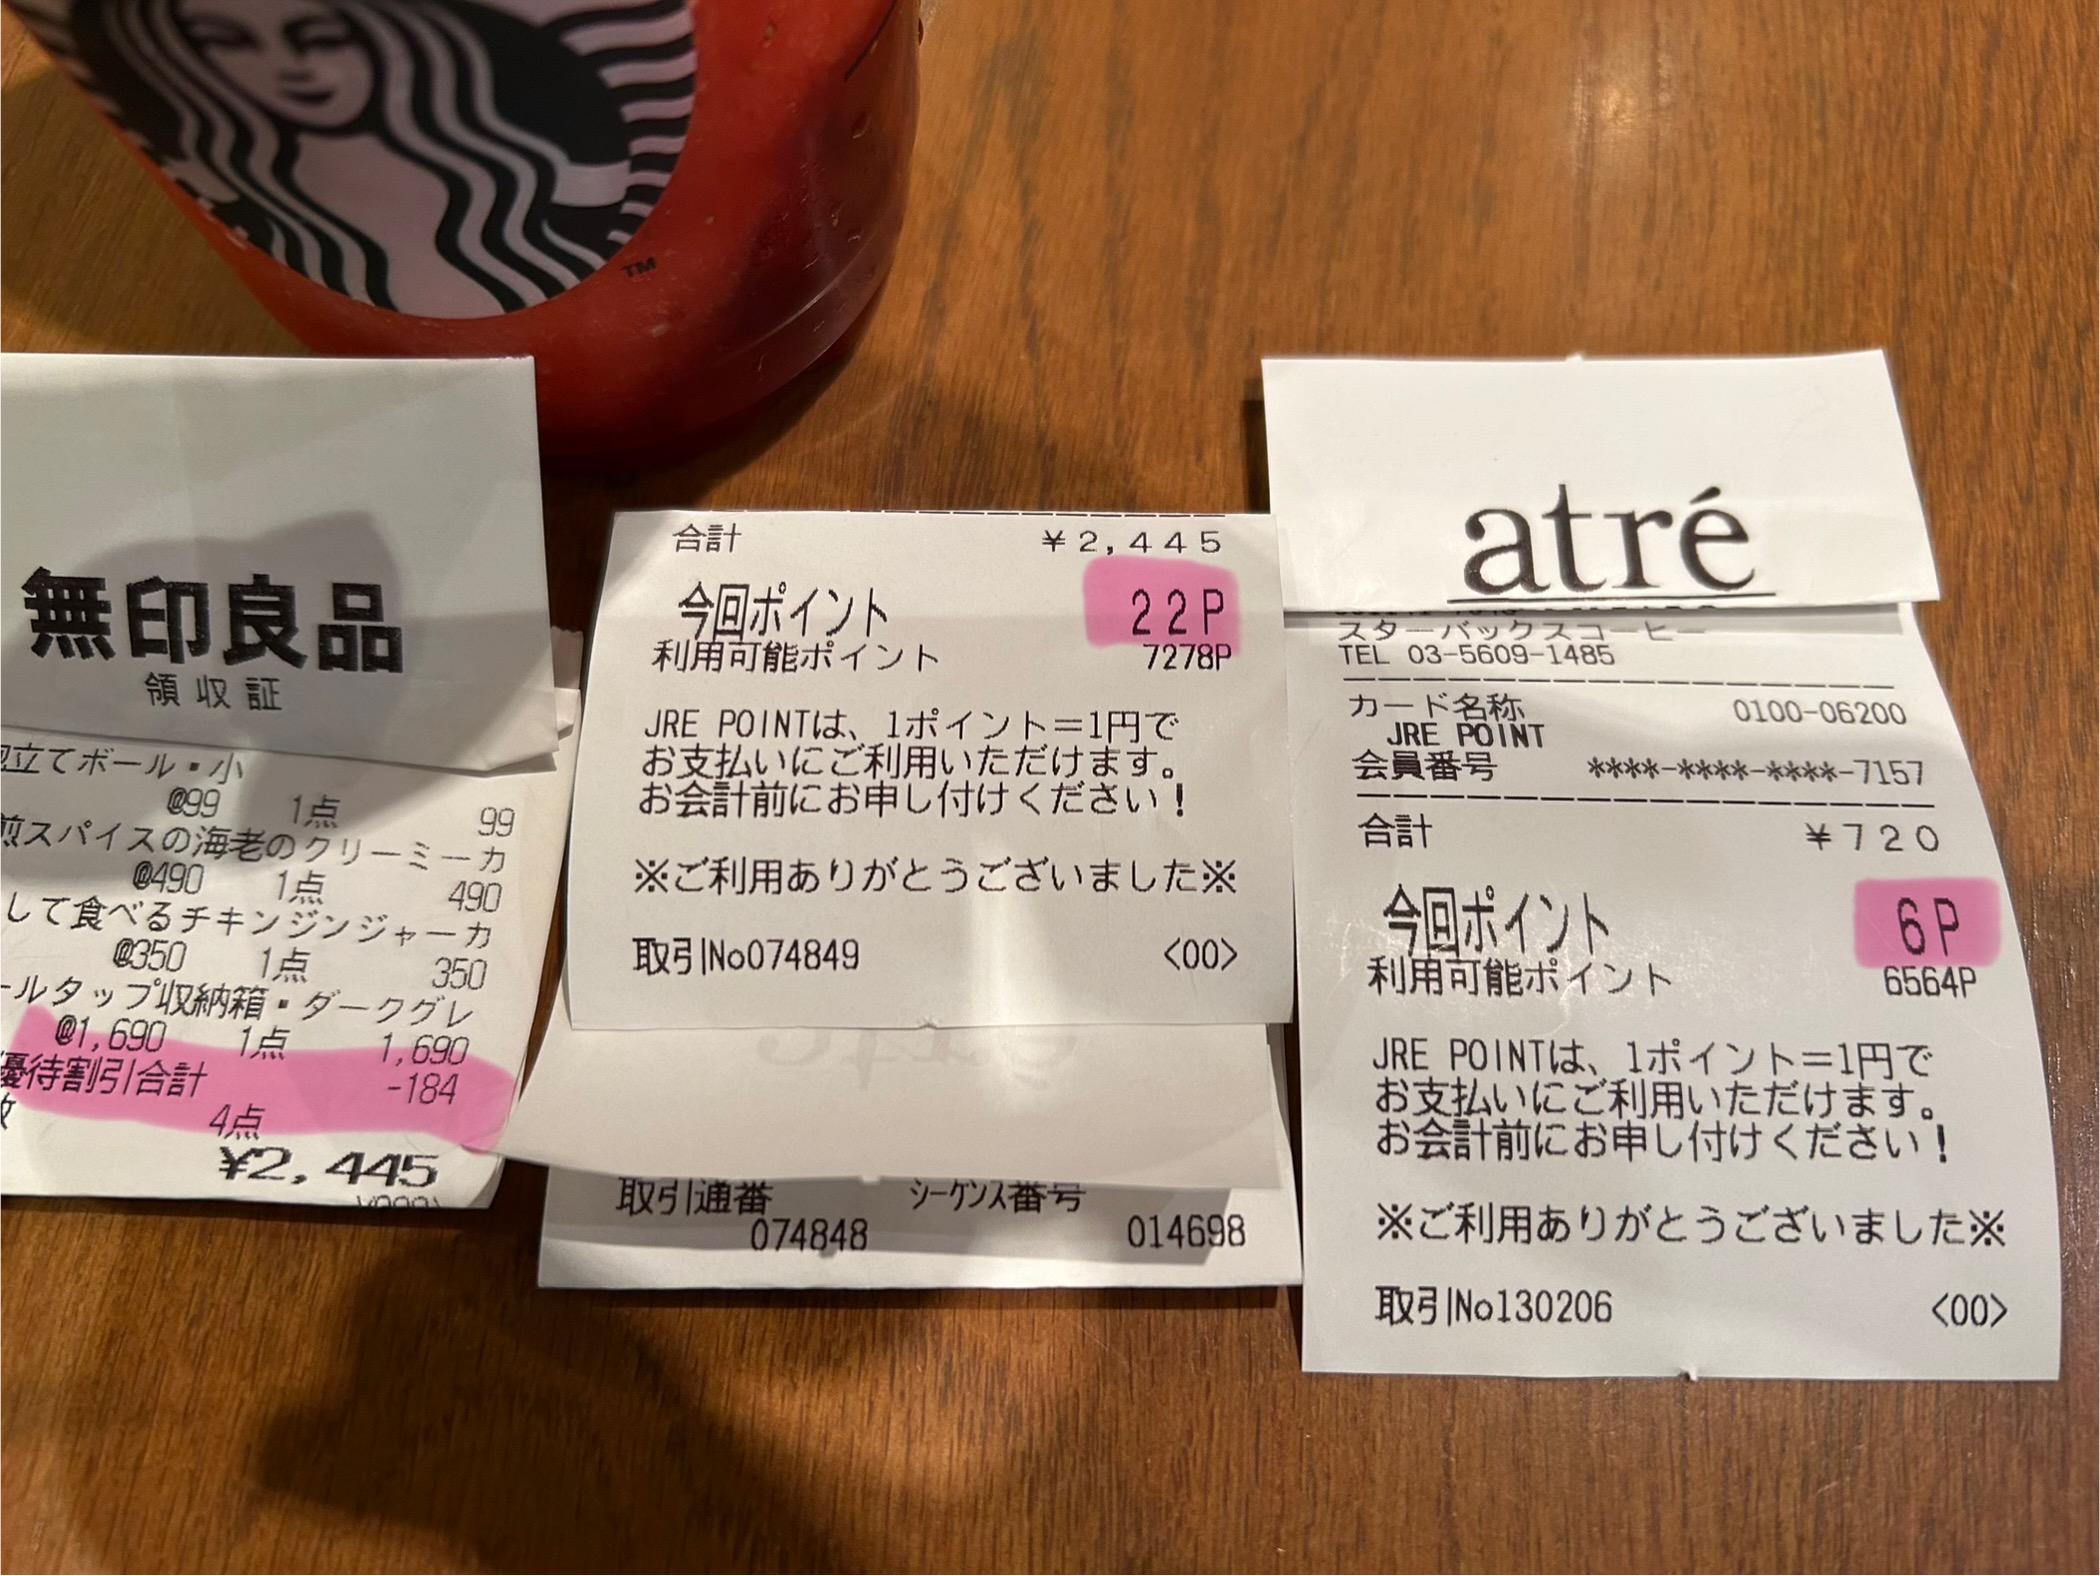 TM
無印良品
領収証
立てボール・小
@99 1点 99
煎スパイスの海老のクリーミーカ
@490 1点 490
して食べるチキンジンジャーカ
@350 1点 350
ールタップ収納箱・ダークグレ
@1,690 1点 1,690
優待割引合計 -184
4点
¥2,445
合計 ¥2,445
今回ポイント 22P
利用可能ポイント 7278P
JRE POINTは、1ポイント=1円で
お支払いにご利用いただけます。
お会計前にお申し付けください!
※ご利用ありがとうございました※
取引No074849 <00>
取引通番 シーケンス番号
074848 014698
atré
スターバックスコーヒー
TEL 03-5609-1485
カード名称 0100-06200
JRE POINT
会員番号 ****-****-****-7157
合計 ¥720
今回ポイント 6P
利用可能ポイント 6564P
JRE POINTは、1ポイント=1円で
お支払いにご利用いただけます。
お会計前にお申し付けください!
※ご利用ありがとうございました※
取引No130206 <00>